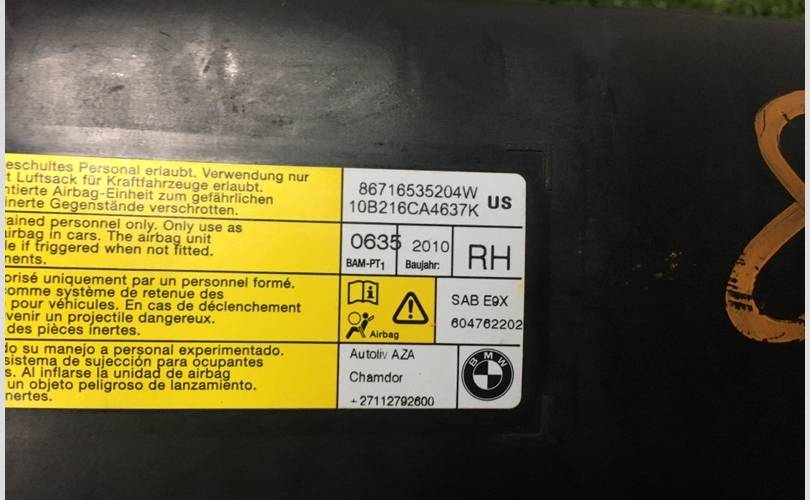 eschultes Personal erlaubt. Verwendung nur
t Luftsack für Kraftfahrzeuge erlaubt.
ntierte Airbag-Einheit zum gefährlichen
inerte Gegenstände verschrotten.
ained personnel only. Only use as
airbag in cars. The airbag unit
le if triggered when not fitted.
nents.
orisé uniquement par un personnel formé.
comme système de retenue des
pour véhicules. En cas de déclenchement
venir un projectile dangereux.
des pièces inertes.
do su manejo a personal experimentado.
sistema de sujección para ocupantes
s. Al inflarse la unidad de airbag
un objeto peligroso de lanzamiento.
nertes.
86716535204W US
10B216CA4637K
0635 2010 RH
BAM-PT1 Baujahr:
SAB E9X
604762202
Airbag
Autoliv AZA
Chamdor
+27112792600
BMW
8